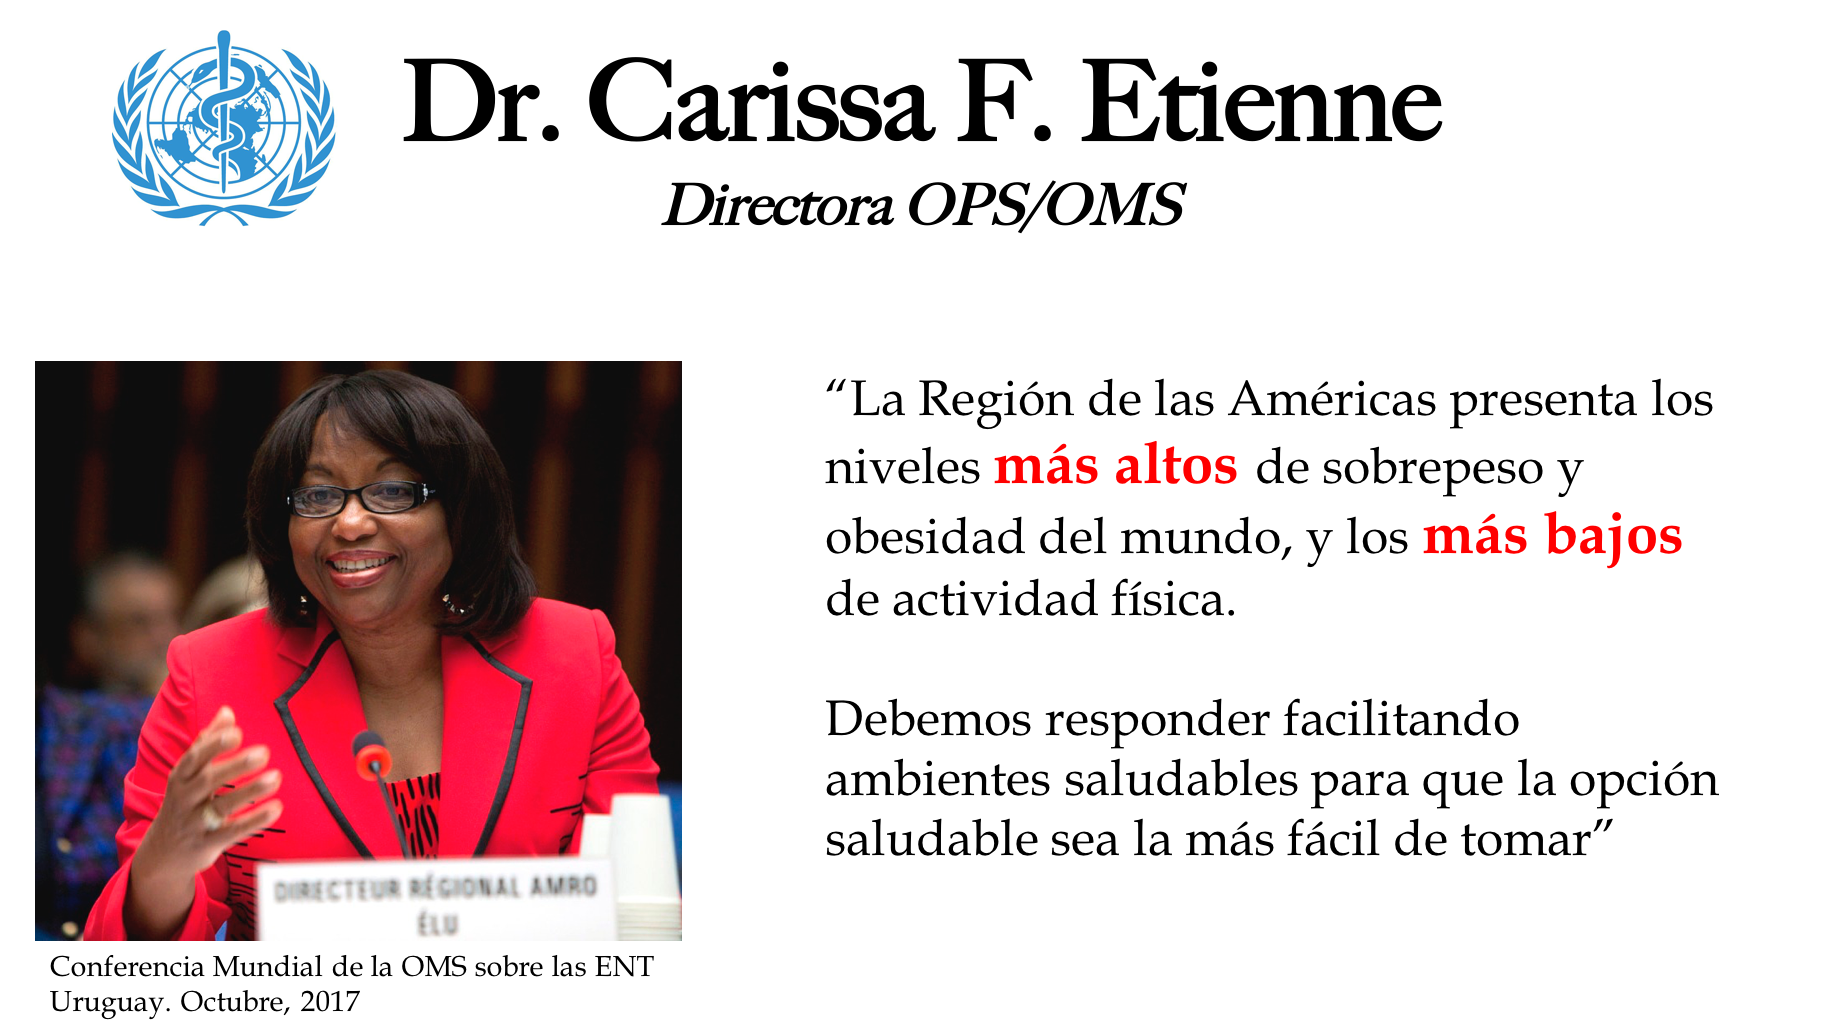 Dr. Carissa F. Etienne
Directora OPS/OMS
“La Región de las Américas presenta los
niveles más altos de sobrepeso y
obesidad del mundo, y los más bajos
de actividad física.
Debemos responder facilitando
ambientes saludables para que la opción
saludable sea la más fácil de tomar”
DIRECTEUR RÉGIONAL AMRO
ÉLU
Conferencia Mundial de la OMS sobre las ENT
Uruguay. Octubre, 2017